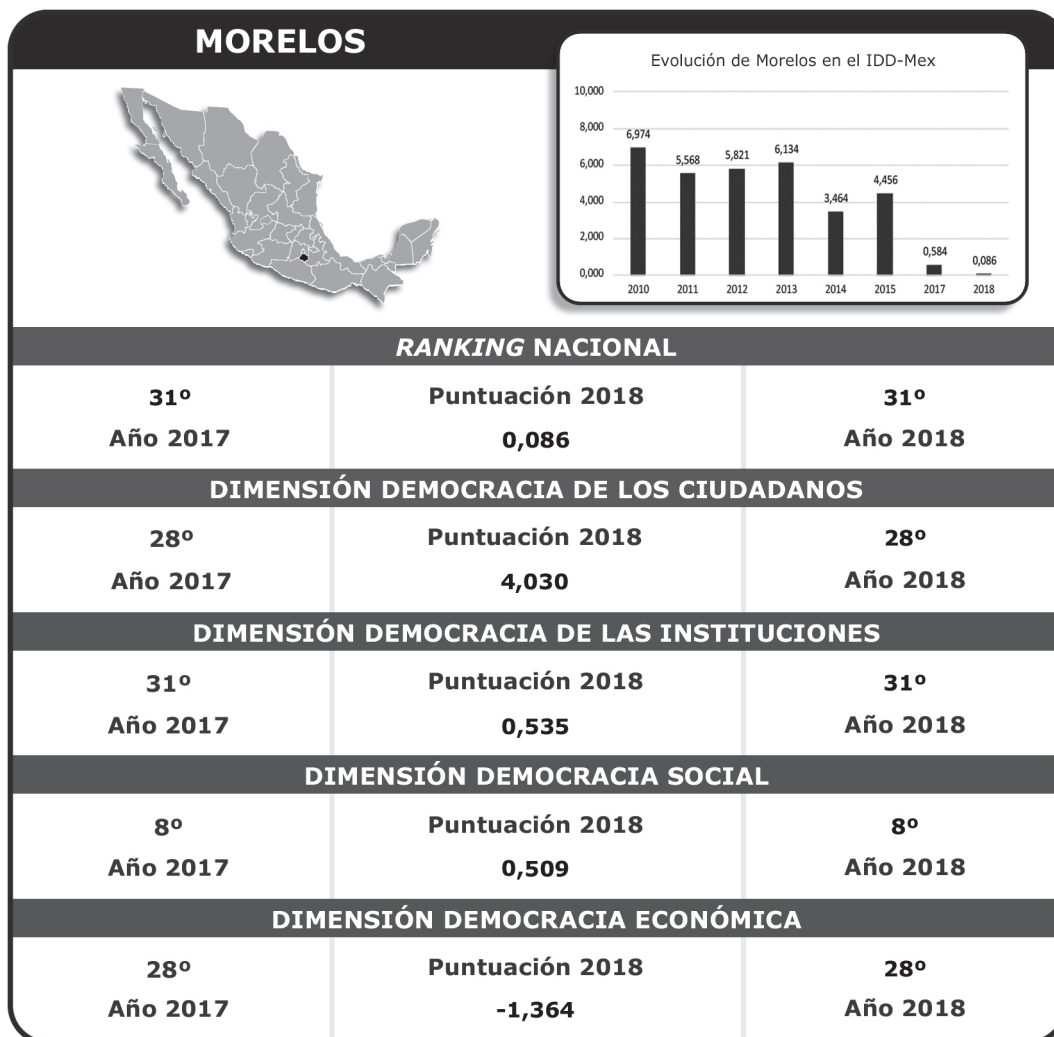 MORELOS
Evolución de Morelos en el IDD-Mex
10,000
8,000
6,000
4,000
2,000
0,000
6,974
5,568
5,821
6,134
3,464
4,456
0,584
0,086
2010 2011 2012 2013 2014 2015 2017 2018
RANKING NACIONAL
31º Puntuación 2018 31º
Año 2017 0,086 Año 2018
DIMENSIÓN DEMOCRACIA DE LOS CIUDADANOS
28º Puntuación 2018 28º
Año 2017 4,030 Año 2018
DIMENSIÓN DEMOCRACIA DE LAS INSTITUCIONES
31º Puntuación 2018 31º
Año 2017 0,535 Año 2018
DIMENSIÓN DEMOCRACIA SOCIAL
8º Puntuación 2018 8º
Año 2017 0,509 Año 2018
DIMENSIÓN DEMOCRACIA ECONÓMICA
28º Puntuación 2018 28º
Año 2017 -1,364 Año 2018